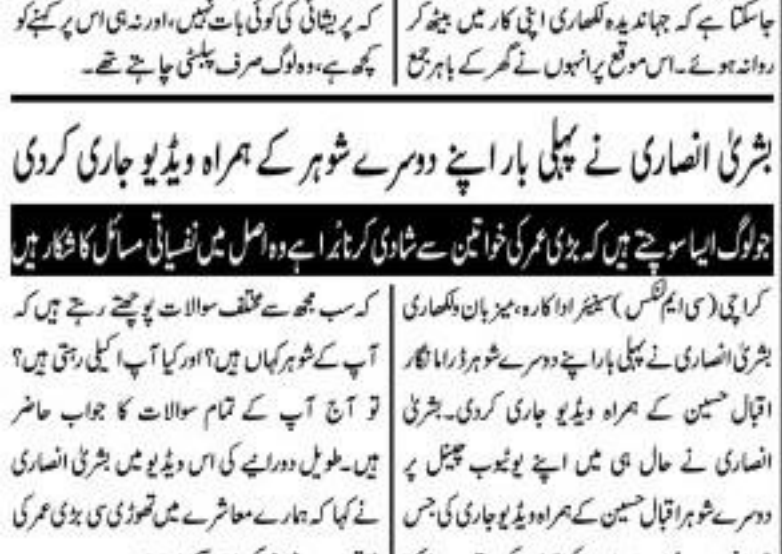 جاسکتا ہے کہ جہاندیدہ لکھاری اپنی کار میں بیٹھ کر
روانہ ہوئے۔اس موقع پر انہوں نے گھر کے باہر جمع
کہ پریشانی کی کوئی بات نہیں،اور نہ ہی اس پر کہنے کو
کچھ ہے،وہ لوگ صرف پبلسٹی چاہتے تھے۔
بشریٰ انصاری نے پہلی بار اپنے دوسرے شوہر کے ہمراہ ویڈیو جاری کردی
جولوگ ایسا سوچتے ہیں کہ بڑی عمر کی خواتین سے شادی کرنا بُرا ہے وہ اصل میں نفسیاتی مسائل کا شکار ہیں
کراچی(سی ایم لنکس)سینیئر اداکارہ،میزبان ولکھاری
بشریٰ انصاری نے پہلی بار اپنے دوسرے شوہر ڈراما نگار
اقبال حسین کے ہمراہ ویڈیو جاری کردی۔بشریٰ
انصاری نے حال ہی میں اپنے یوٹیوب چینل پر
دوسرے شوہر اقبال حسین کے ہمراہ ویڈیو جاری کی جس
کہ سب مجھ سے مختلف سوالات پوچھتے رہتے ہیں کہ
آپ کے شوہر کہاں ہیں؟اور کیا آپ اکیلی رہتی ہیں؟
تو آج آپ کے تمام سوالات کا جواب حاضر
ہیں۔طویل دورانیے کی اس ویڈیو میں بشریٰ انصاری
نے کہا کہ ہمارے معاشرے میں تھوڑی سی بڑی عمر کی